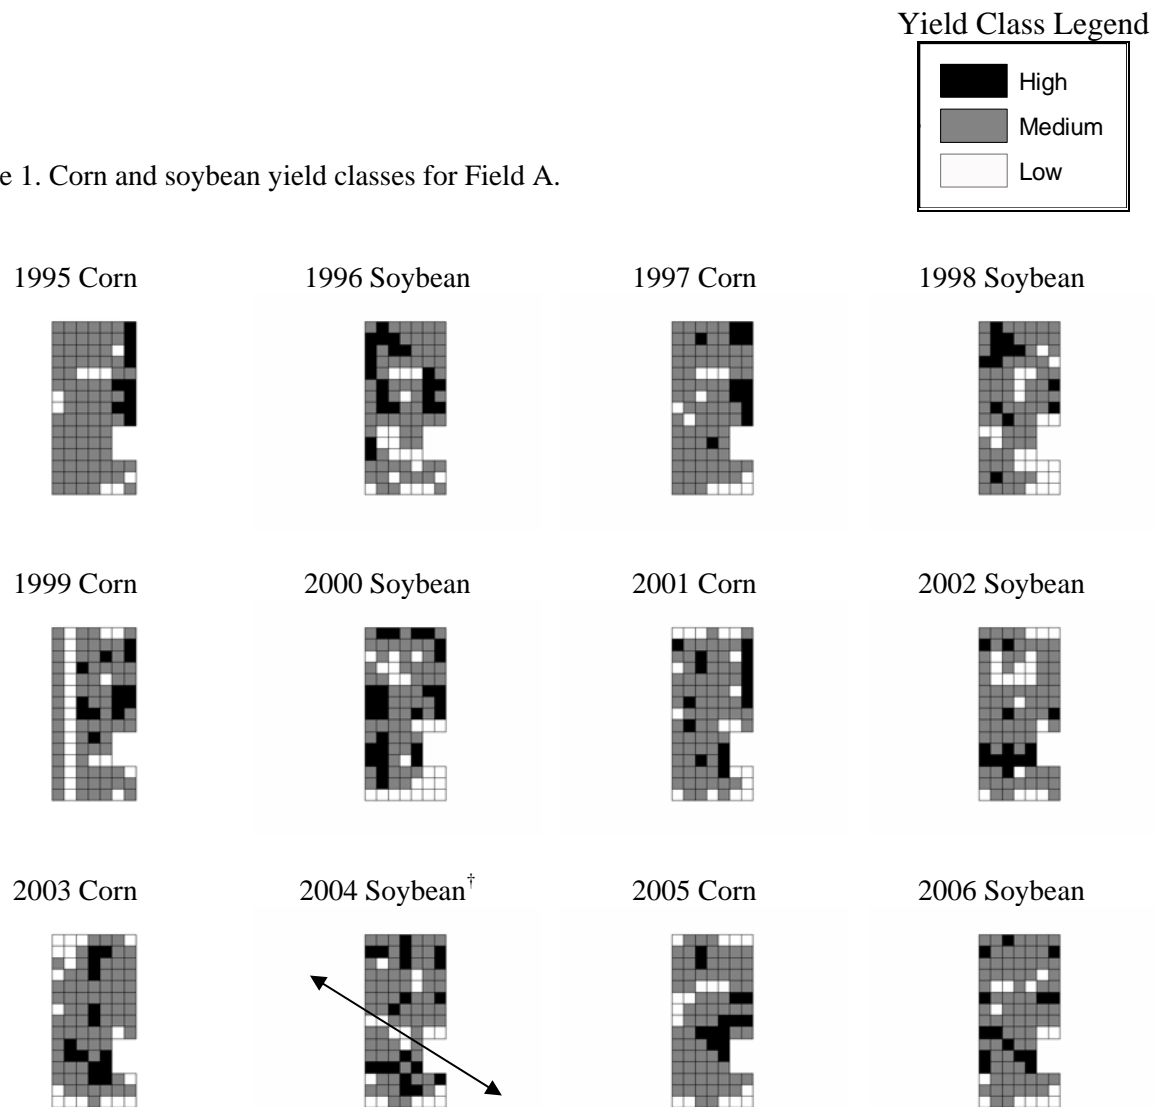 Yield Class Legend
High
Medium
Low
e 1. Corn and soybean yield classes for Field A.
1995 Corn 1996 Soybean 1997 Corn 1998 Soybean
1999 Corn 2000 Soybean 2001 Corn 2002 Soybean
2003 Corn 2004 Soybean† 2005 Corn 2006 Soybean